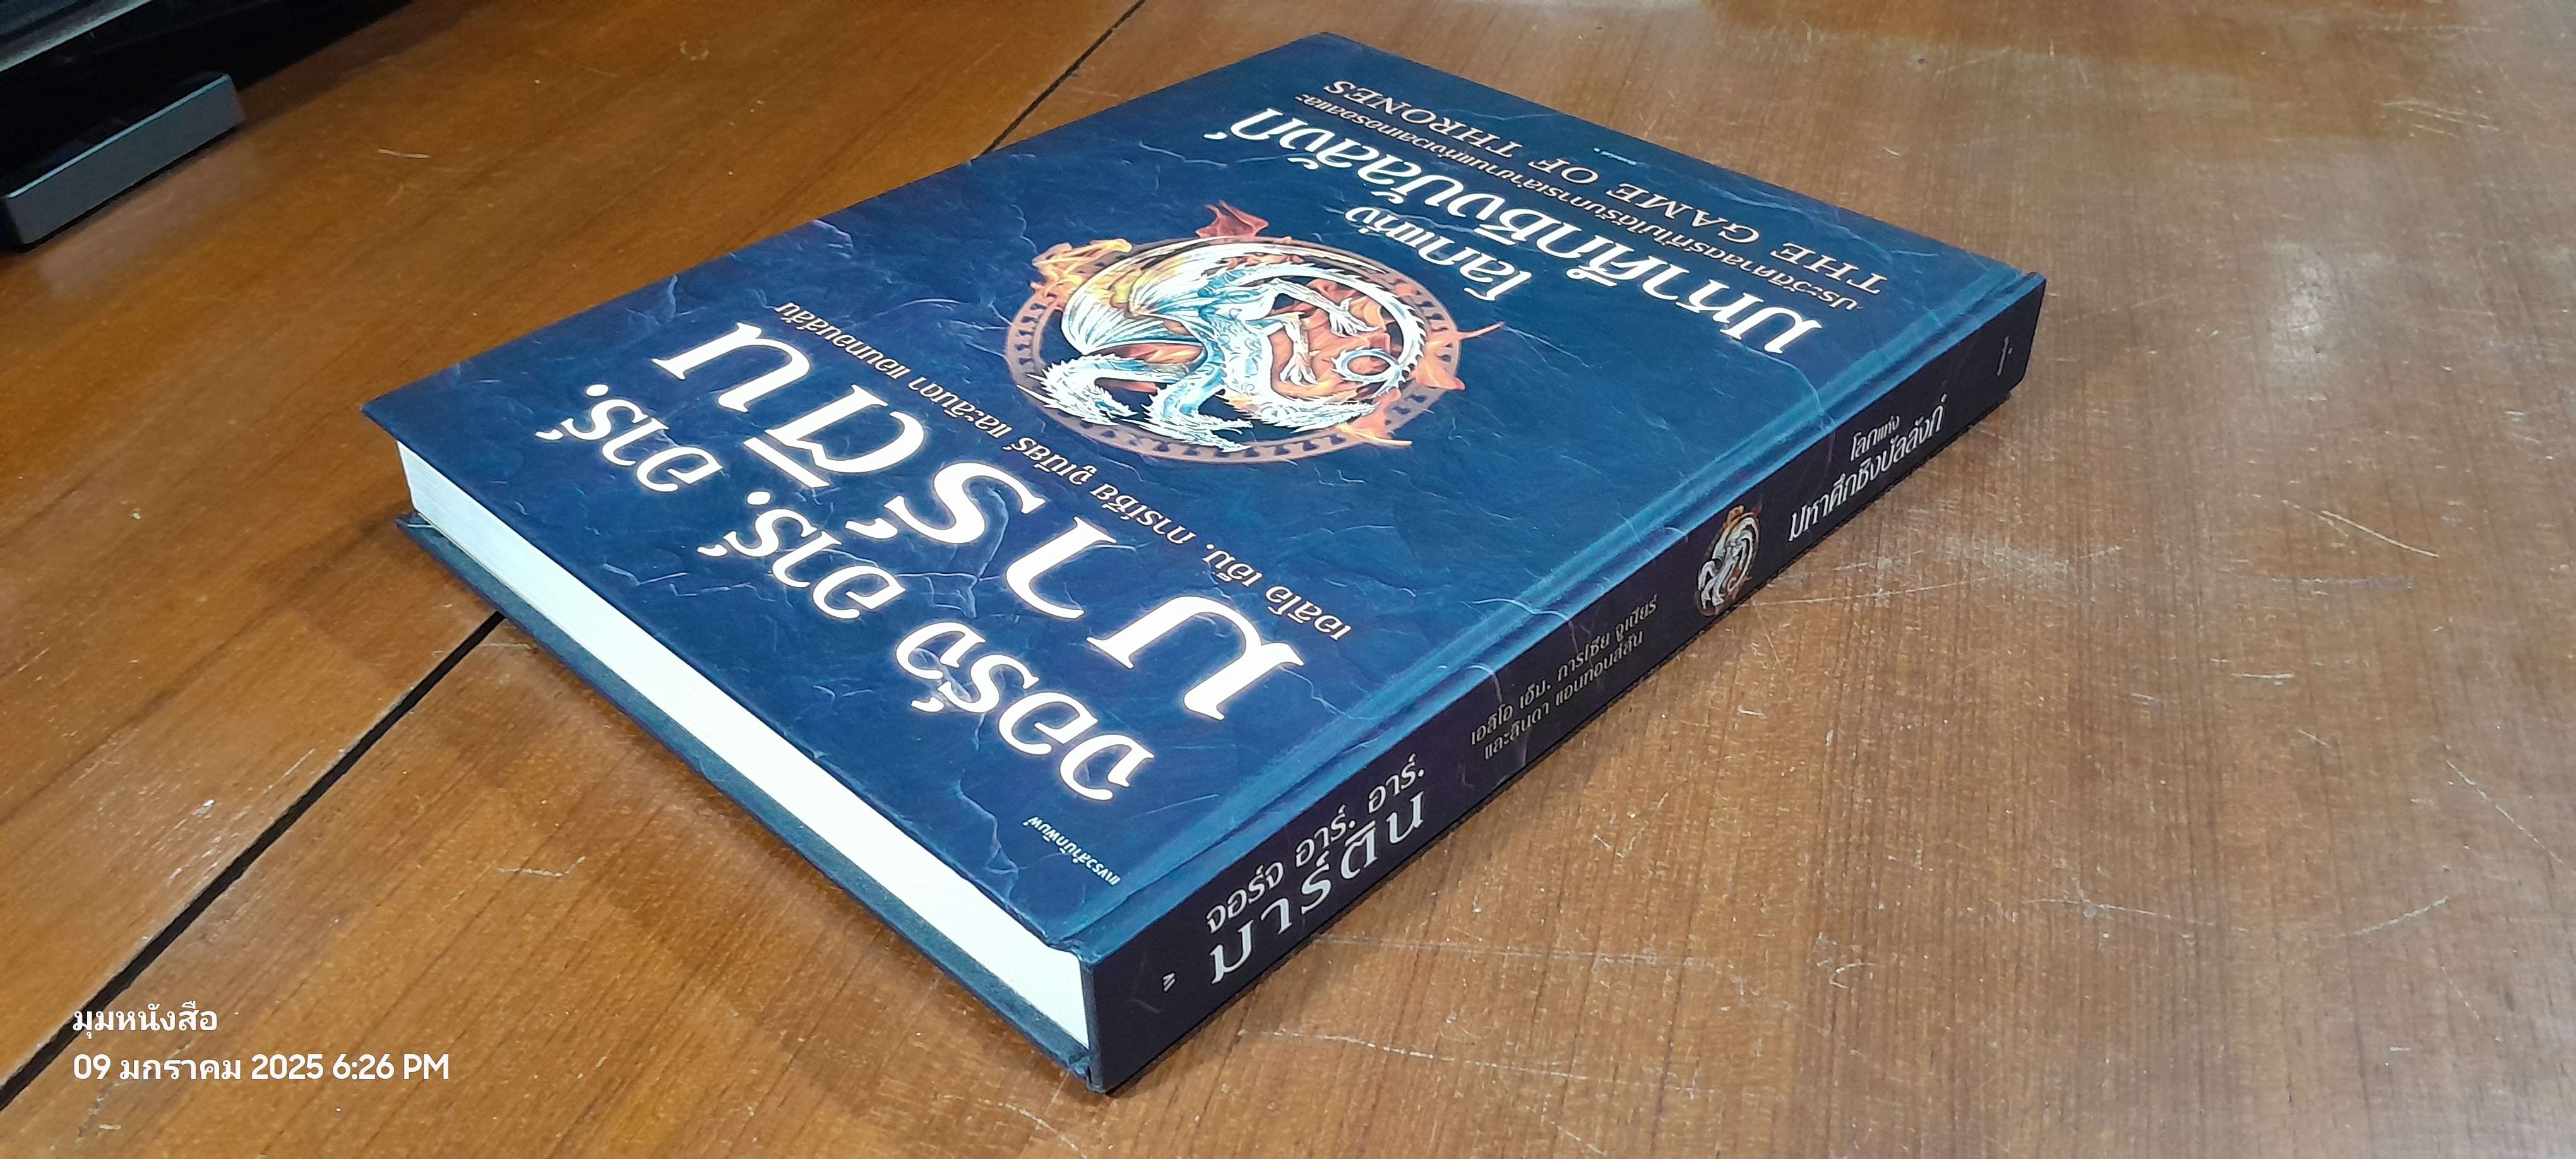 ประวัติศาสตร์ที่ไม่ได้รับการเล่าขานแห่งเวสเทอรอสและ
THE GAME OF THRONES
โลกแห่ง
มหาศึกชิงบัลลังก์
เอลิโอ เอ็ม. การ์เซีย จูเนียร์ และลินดา แอนทอนส์สัน
มาร์ติน
จอร์จ อาร์. อาร์.
แพรวสำนักพิมพ์
โลกแห่ง
มหาศึกชิงบัลลังก์
เอลิโอ เอ็ม. การ์เซีย จูเนียร์
และลินดา แอนทอนส์สัน
จอร์จ อาร์. อาร์.
มาร์ติน
มุมหนังสือ
09 มกราคม 2025 6:26 PM